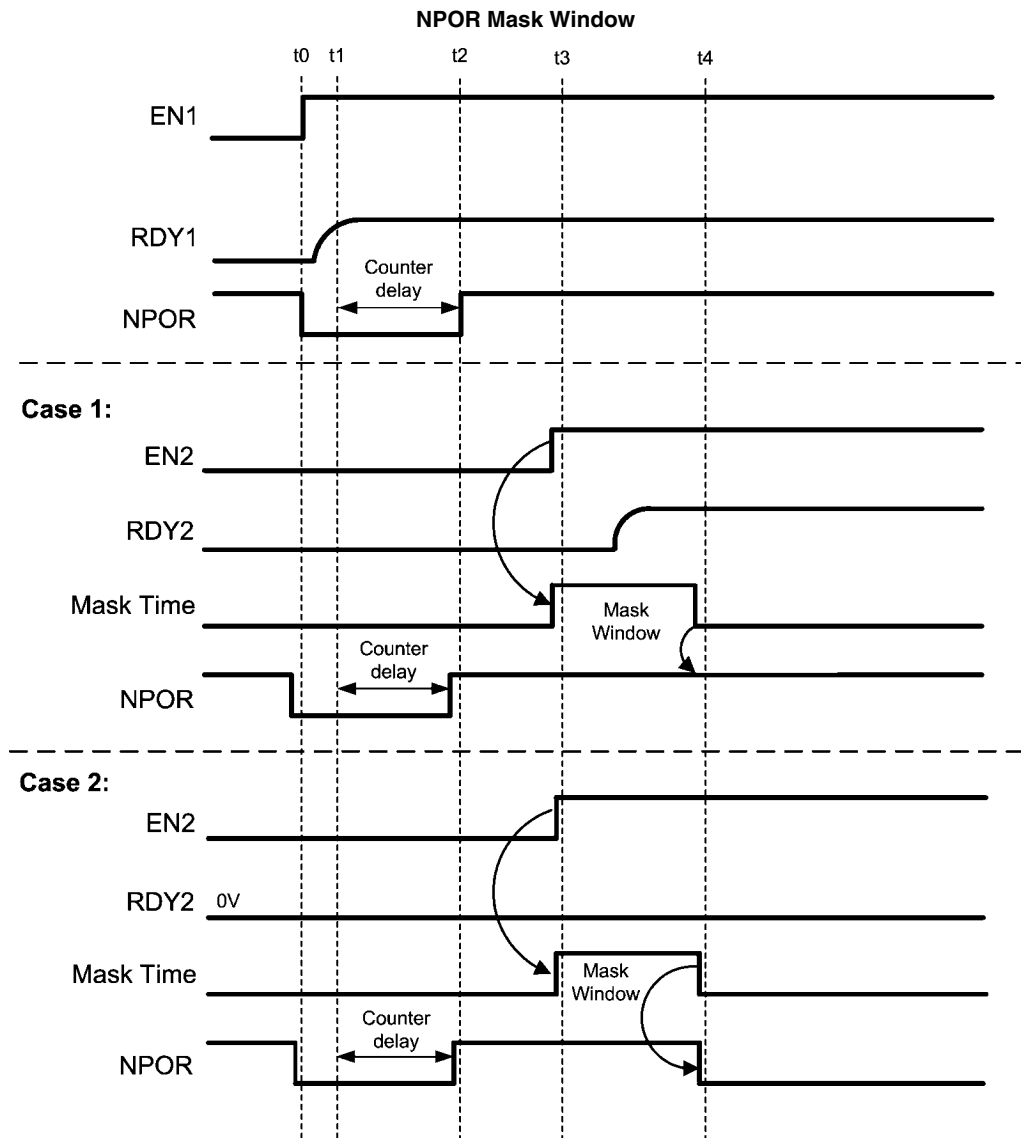 NPOR Mask Window
t0 t1 t2 t3 t4
EN1
RDY1
Counter
delay
NPOR
Case 1:
EN2
RDY2
Mask Time
Mask
Window
Counter
delay
NPOR
Case 2:
EN2
RDY2 0V
Mask Time
Mask
Window
Counter
delay
NPOR